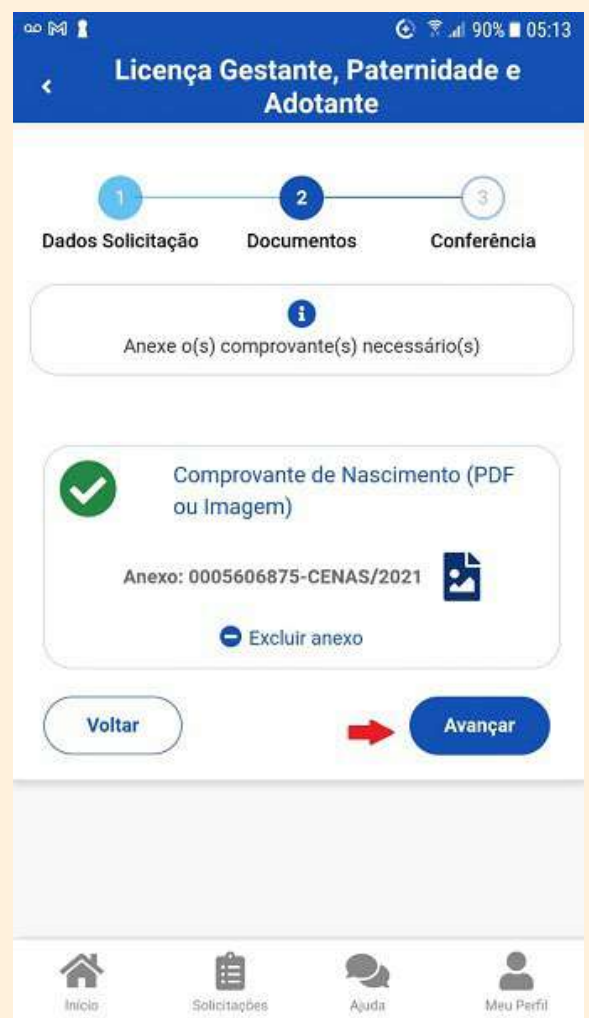 90% 05:13
Licença Gestante, Paternidade e
Adotante
1 2 3
Dados Solicitação Documentos Conferência
Anexe o(s) comprovante(s) necessário(s)
Comprovante de Nascimento (PDF
ou Imagem)
Anexo: 0005606875-CENAS/2021
Excluir anexo
Voltar Avançar
Início Solicitações Ajuda Meu Perfil